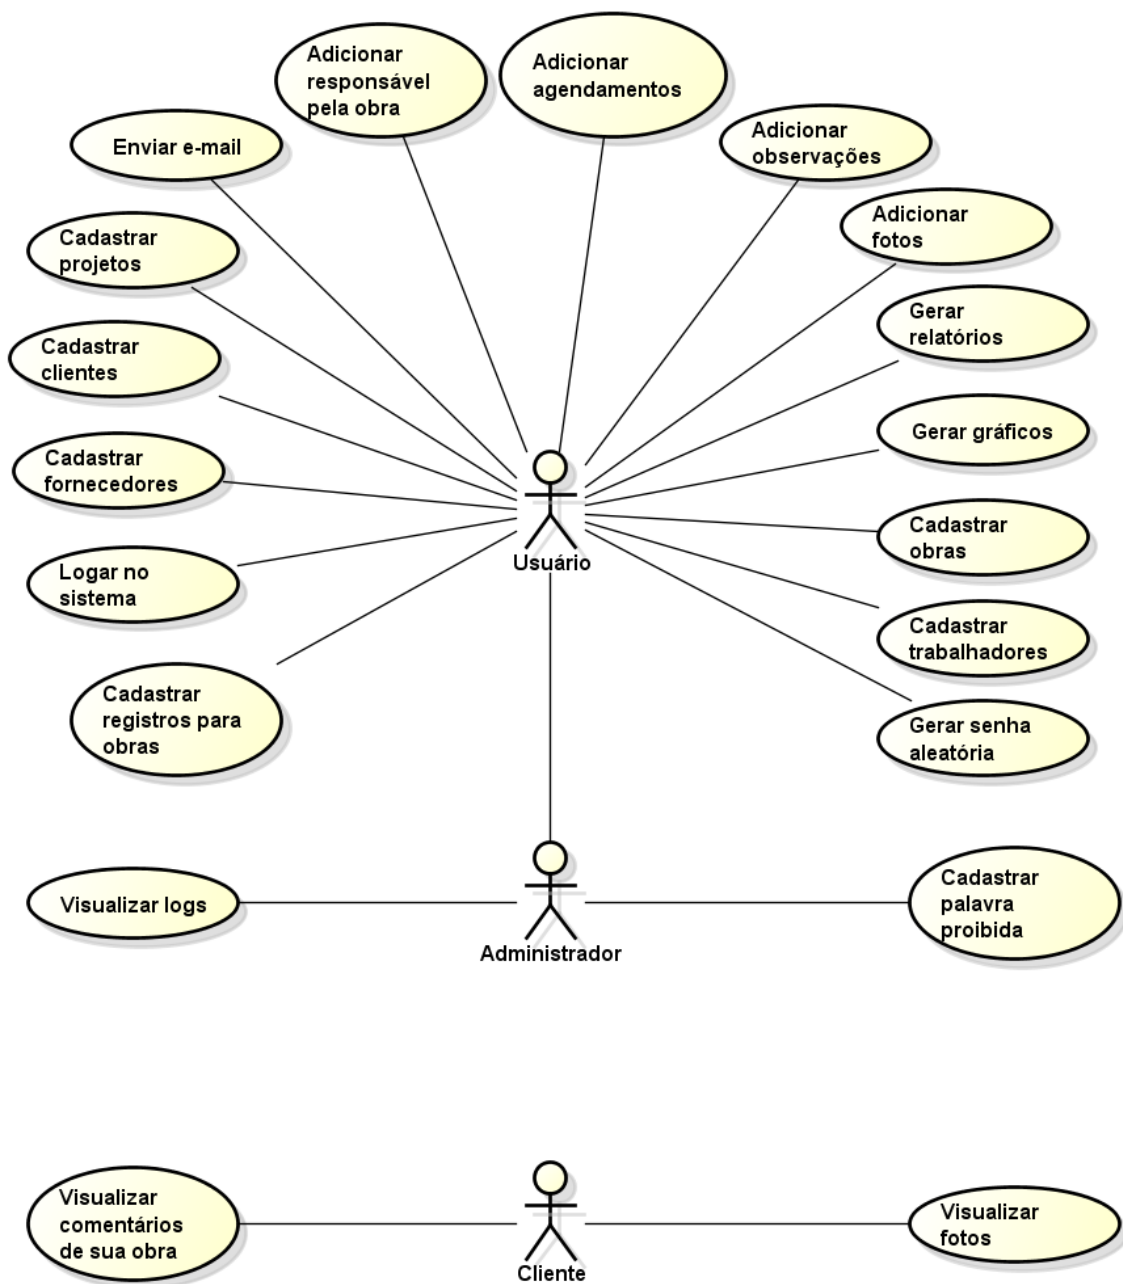 Adicionar
responsável
pela obra
Adicionar
agendamentos
Enviar e-mail
Adicionar
observações
Cadastrar
projetos
Adicionar
fotos
Cadastrar
clientes
Gerar
relatórios
Cadastrar
fornecedores
Gerar gráficos
Usuário
Logar no
sistema
Cadastrar
obras
Cadastrar
trabalhadores
Cadastrar
registros para
obras
Gerar senha
aleatória
Visualizar logs
Administrador
Cadastrar
palavra
proibida
Visualizar
comentários
de sua obra
Cliente
Visualizar
fotos